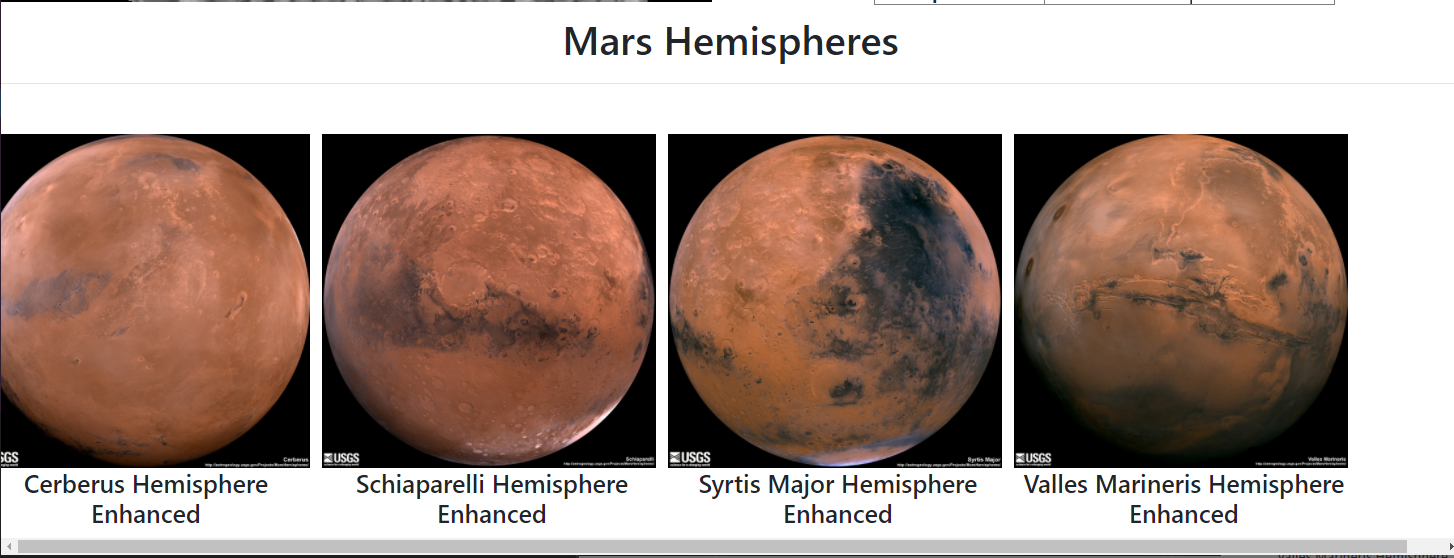 Mars Hemispheres
SGS
Cerberus
USGS
Schiaparelli
USGS
Syrtis Major
USGS
Valles Marineris
Cerberus Hemisphere
Enhanced
Schiaparelli Hemisphere
Enhanced
Syrtis Major Hemisphere
Enhanced
Valles Marineris Hemisphere
Enhanced